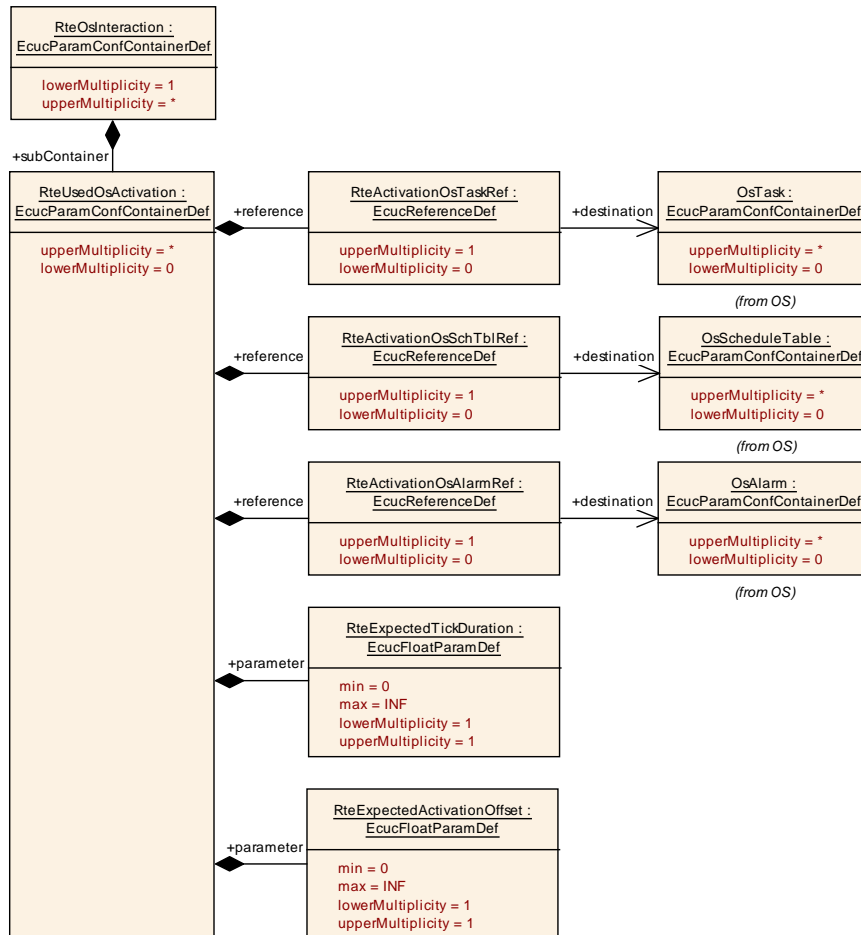 RteOsInteraction :
EcucParamConfContainerDef
lowerMultiplicity = 1
upperMultiplicity = *
+subContainer
RteUsedOsActivation :
EcucParamConfContainerDef
upperMultiplicity = *
lowerMultiplicity = 0
+reference
RteActivationOsTaskRef :
EcucReferenceDef
upperMultiplicity = 1
lowerMultiplicity = 0
+destination
OsTask :
EcucParamConfContainerDef
upperMultiplicity = *
lowerMultiplicity = 0
(from OS)
+reference
RteActivationOsSchTblRef :
EcucReferenceDef
upperMultiplicity = 1
lowerMultiplicity = 0
+destination
OsScheduleTable :
EcucParamConfContainerDef
upperMultiplicity = *
lowerMultiplicity = 0
(from OS)
+reference
RteActivationOsAlarmRef :
EcucReferenceDef
upperMultiplicity = 1
lowerMultiplicity = 0
+destination
OsAlarm :
EcucParamConfContainerDef
upperMultiplicity = *
lowerMultiplicity = 0
(from OS)
+parameter
RteExpectedTickDuration :
EcucFloatParamDef
min = 0
max = INF
lowerMultiplicity = 1
upperMultiplicity = 1
+parameter
RteExpectedActivationOffset :
EcucFloatParamDef
min = 0
max = INF
lowerMultiplicity = 1
upperMultiplicity = 1